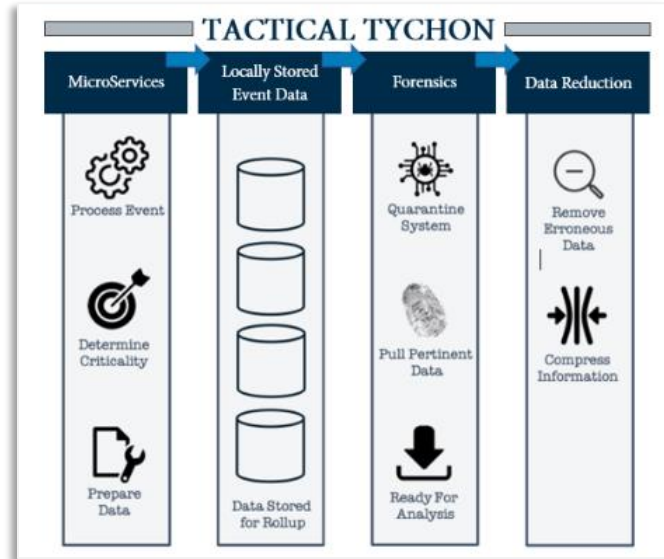 TACTICAL TYCHON
MicroServices
Locally Stored
Event Data
Forensics
Data Reduction
Process Event
Determine
Criticality
Prepare
Data
Data Stored
for Rollup
Quarantine
System
Pull Pertinent
Data
Ready For
Analysis
Remove
Erroneous
Data
Compress
Information